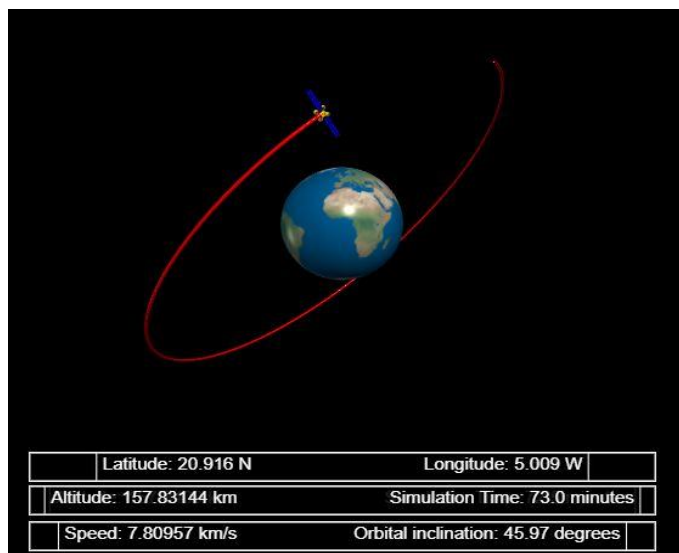 Latitude: 20.916 N Longitude: 5.009 W
Altitude: 157.83144 km Simulation Time: 73.0 minutes
Speed: 7.80957 km/s Orbital inclination: 45.97 degrees